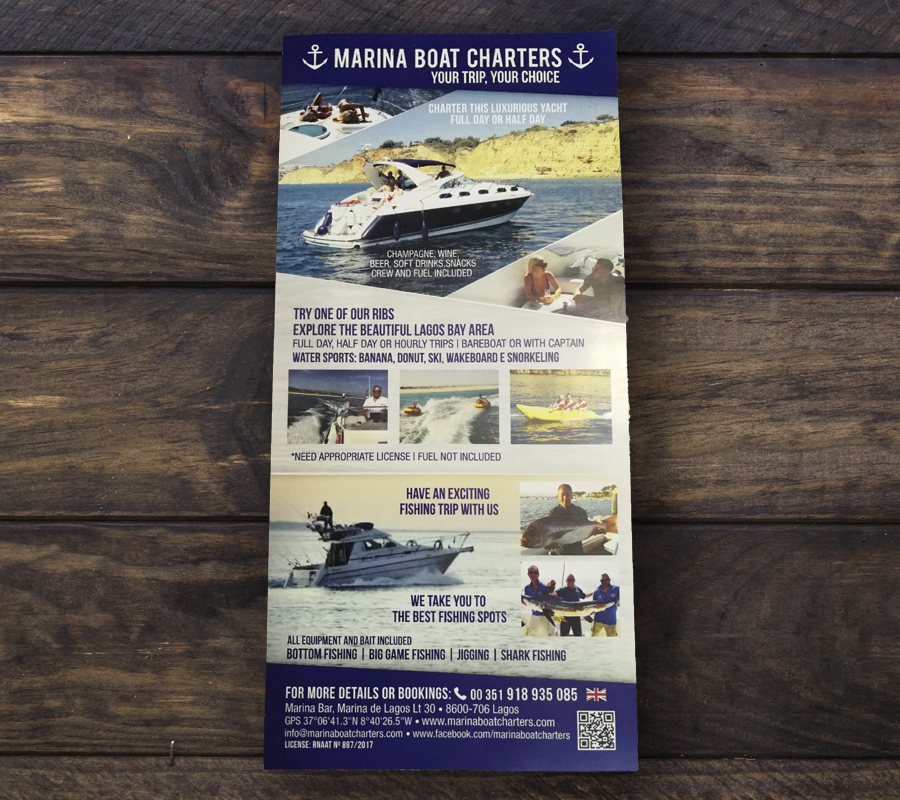 MARINA BOAT CHARTERS
YOUR TRIP, YOUR CHOICE
CHARTER THIS LUXURIOUS YACHT
FULL DAY OR HALF DAY
CHAMPAGNE, WINE,
BEER, SOFT DRINKS,SNACKS
CREW AND FUEL INCLUDED
TRY ONE OF OUR RIBS
EXPLORE THE BEAUTIFUL LAGOS BAY AREA
FULL DAY, HALF DAY OR HOURLY TRIPS | BAREBOAT OR WITH CAPTAIN
WATER SPORTS: BANANA, DONUT, SKI, WAKEBOARD E SNORKELING
*NEED APPROPRIATE LICENSE | FUEL NOT INCLUDED
HAVE AN EXCITING
FISHING TRIP WITH US
WE TAKE YOU TO
THE BEST FISHING SPOTS
ALL EQUIPMENT AND BAIT INCLUDED
BOTTOM FISHING | BIG GAME FISHING | JIGGING | SHARK FISHING
FOR MORE DETAILS OR BOOKINGS: 00 351 918 935 085
Marina Bar, Marina de Lagos Lt 30 • 8600-706 Lagos
GPS 37°06'41.3"N 8°40'26.5"W • www.marinaboatcharters.com
info@marinaboatcharters.com • www.facebook.com/marinaboatcharters
LICENSE: RNAAT Nº 897/2017